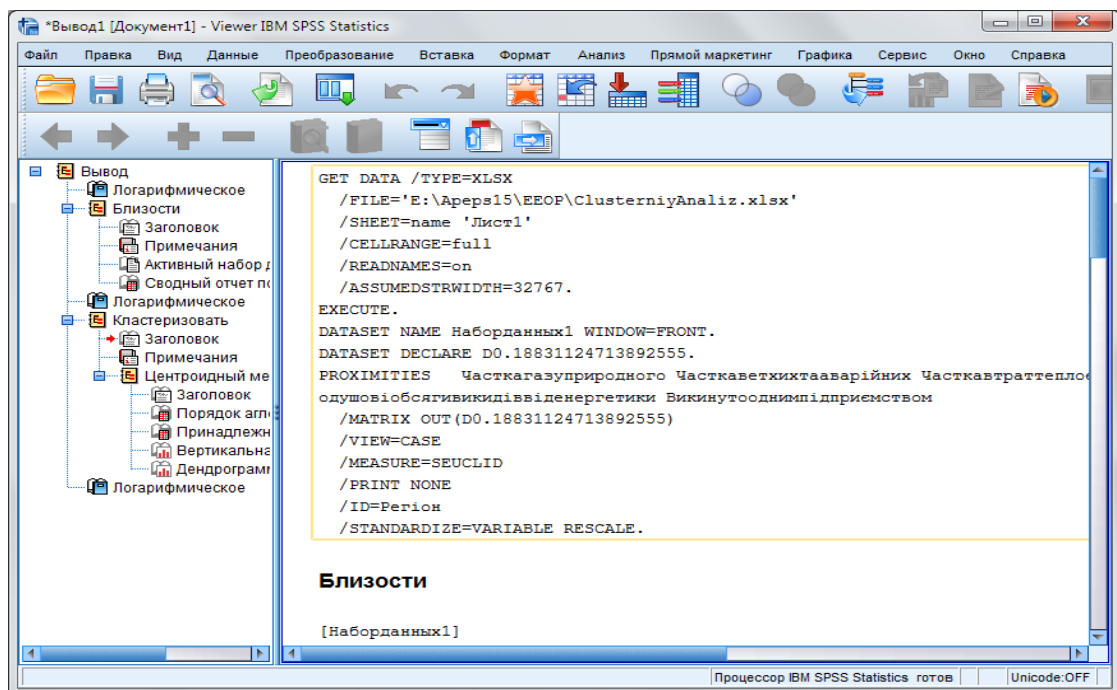 *Вывод1 [Документ1] - Viewer IBM SPSS Statistics
Файл Правка Вид Данные Преобразование Вставка Формат Анализ Прямой маркетинг Графика Сервис Окно Справка
Вывод
Логарифмическое
Близости
Заголовок
Примечания
Активный набор д
Сводный отчет по
Логарифмическое
Кластеризовать
Заголовок
Примечания
Центроидный ме
Заголовок
Порядок агл
Принадлежн
Вертикальна
Дендрограмм
Логарифмическое
GET DATA /TYPE=XLSX
/FILE='E:\Apeps15\EEOP\ClusterniyAnaliz.xlsx'
/SHEET=name 'Лист1'
/CELLRANGE=full
/READNAMES=on
/ASSUMEDSTRWIDTH=32767.
EXECUTE.
DATASET NAME Наборданных1 WINDOW=FRONT.
DATASET DECLARE D0.18831124713892555.
PROXIMITIES Часткагазуприродного Часткаветхихтааварійних Часткавтраттепло
одушовіобсягивикидіввіденергетики Викинутооднимпідприємством
/MATRIX OUT(D0.18831124713892555)
/VIEW=CASE
/MEASURE=SEUCLID
/PRINT NONE
/ID=Регіон
/STANDARDIZE=VARIABLE RESCALE.
Близости
[Наборданных1]
Процессор IBM SPSS Statistics готов Unicode:OFF